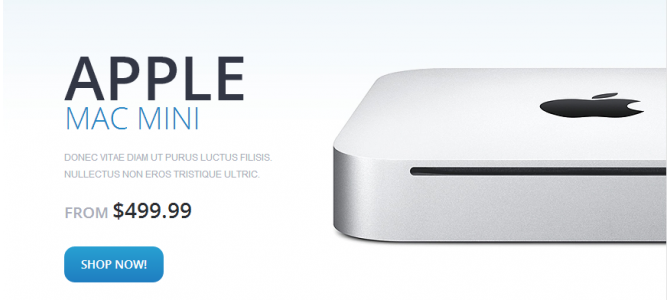 APPLE
MAC MINI
DONEC VITAE DIAM UT PURUS LUCTUS FILISIS.
NULLECTUS NON EROS TRISTIQUE ULTRIC.
FROM $499.99
SHOP NOW!